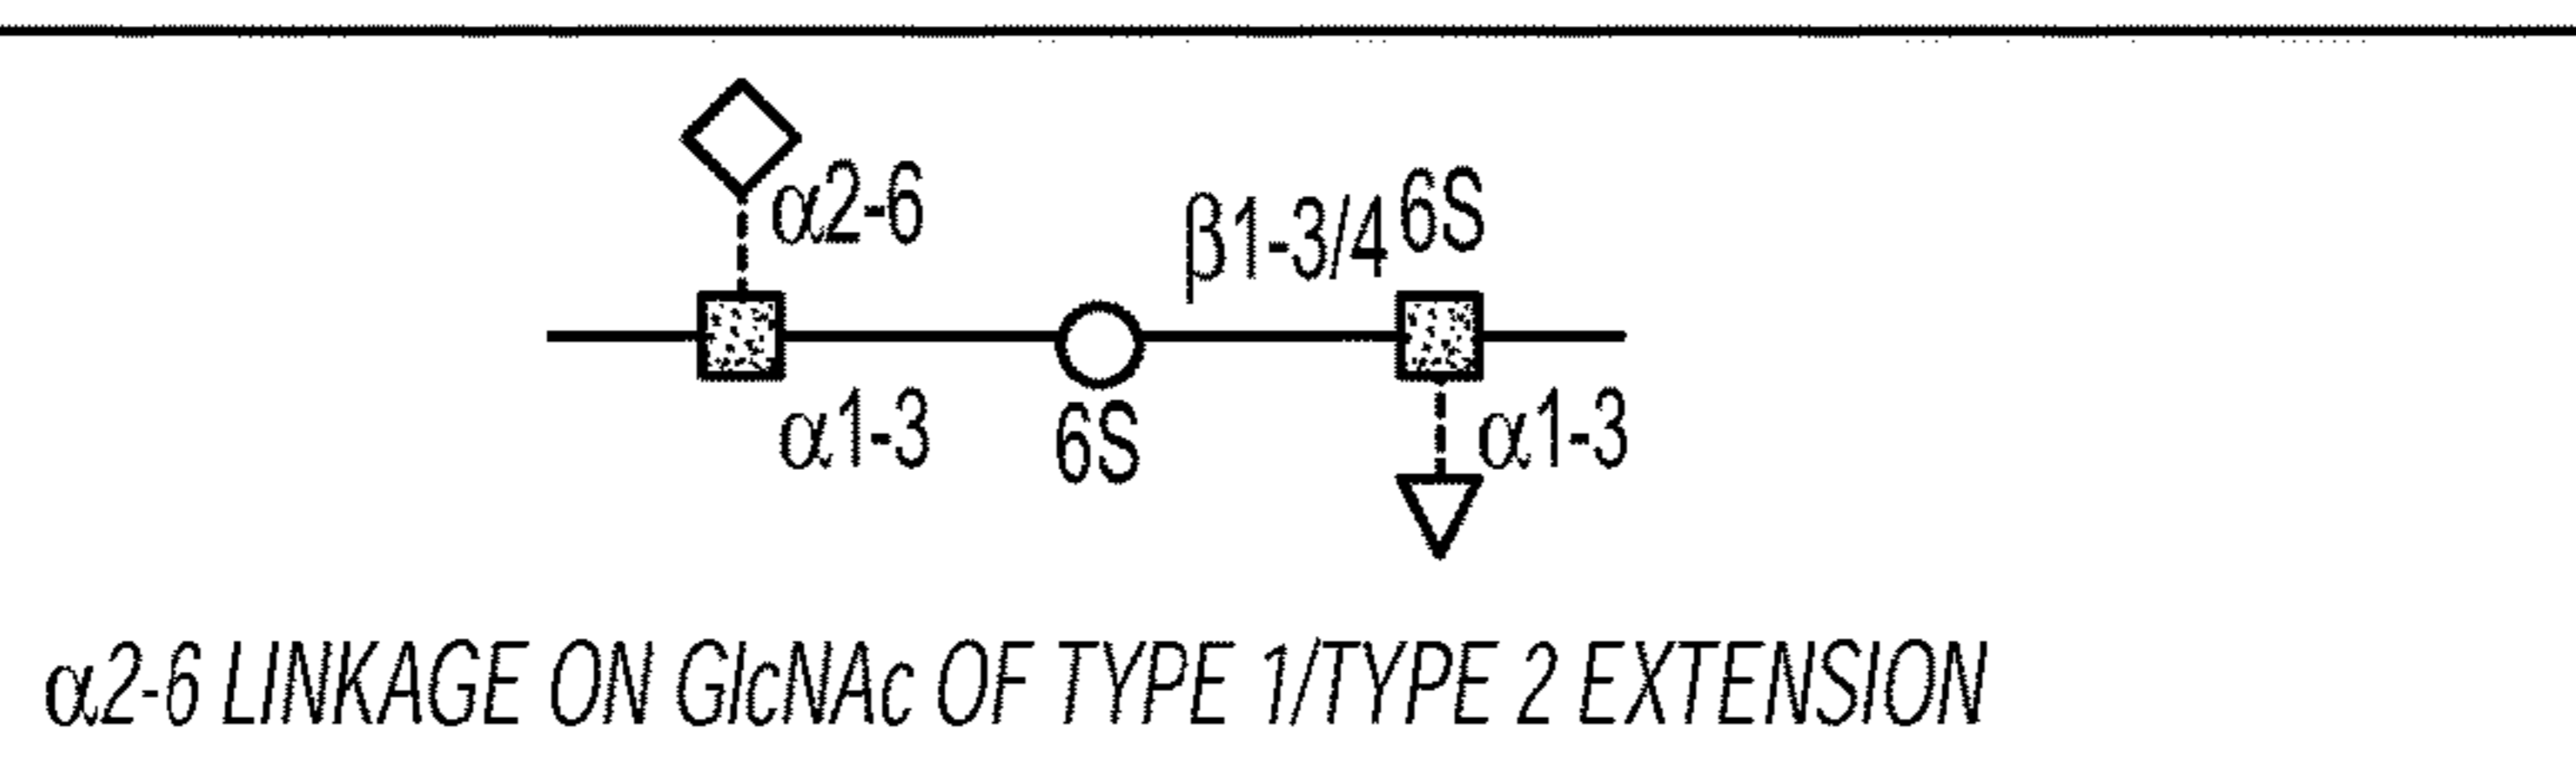 α2-6
β1-3/4 6S
α1-3
6S
α1-3
α2-6 LINKAGE ON GlcNAc OF TYPE 1/TYPE 2 EXTENSION